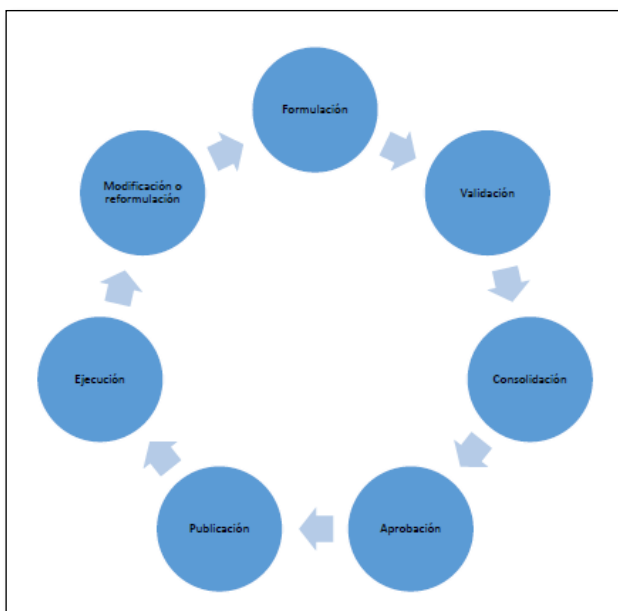 Formulación
Validación
Consolidación
Aprobación
Publicación
Ejecución
Modificación o
reformulación